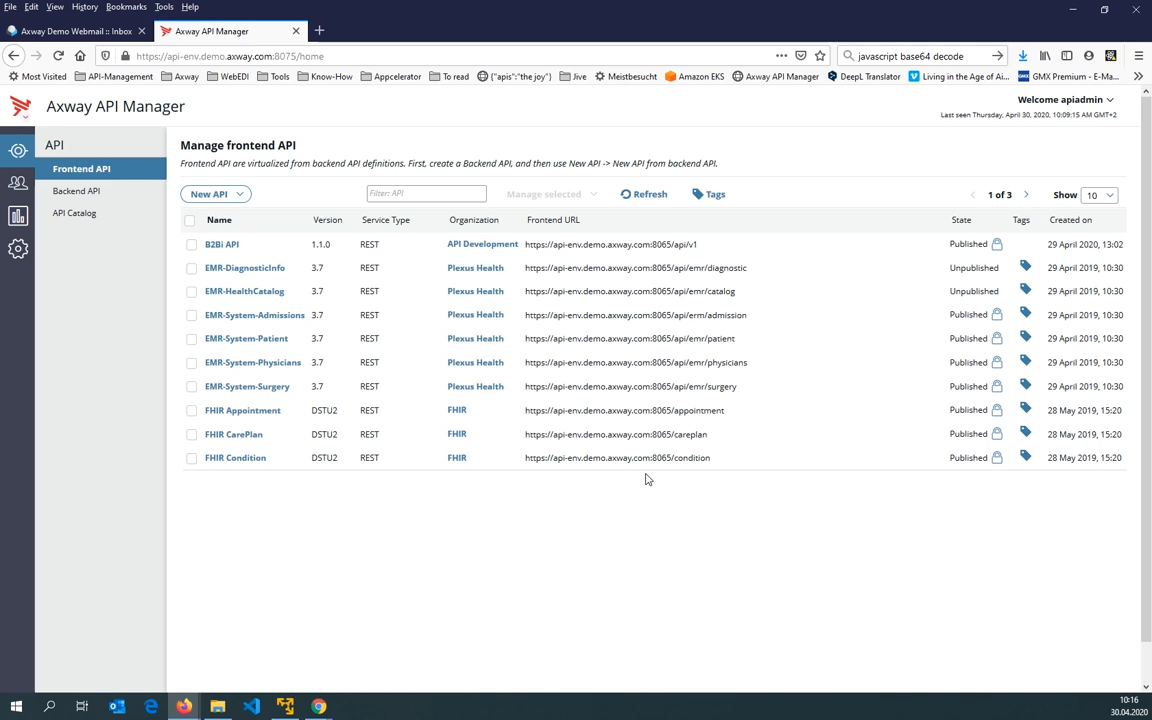 File Edit View History Bookmarks Tools Help
Axway Demo Webmail :: Inbox
Axway API Manager
https://api-env.demo.axway.com:8075/home
javascript base64 decode
Most Visited API-Management Axway WebEDI Tools Know-How Appcelerator To read {"apis":"the joy"} Jive Meistbesucht Amazon EKS Axway API Manager DeepL Translator Living in the Age of Ai... GMX Premium - E-Ma...
Axway API Manager
Welcome apiadmin
Last seen Thursday, April 30, 2020, 10:09:15 AM GMT+2
API
Frontend API
Backend API
API Catalog
Manage frontend API
Frontend API are virtualized from backend API definitions. First, create a Backend API, and then use New API -> New API from backend API.
New API Filter: API Manage selected Refresh Tags 1 of 3 Show 10
Name Version Service Type Organization Frontend URL State Tags Created on
B2Bi API 1.1.0 REST API Development https://api-env.demo.axway.com:8065/api/v1 Published 29 April 2020, 13:02
EMR-DiagnosticInfo 3.7 REST Plexus Health https://api-env.demo.axway.com:8065/api/emr/diagnostic Unpublished 29 April 2019, 10:30
EMR-HealthCatalog 3.7 REST Plexus Health https://api-env.demo.axway.com:8065/api/emr/catalog Unpublished 29 April 2019, 10:30
EMR-System-Admissions 3.7 REST Plexus Health https://api-env.demo.axway.com:8065/api/erm/admission Published 29 April 2019, 10:30
EMR-System-Patient 3.7 REST Plexus Health https://api-env.demo.axway.com:8065/api/emr/patient Published 29 April 2019, 10:30
EMR-System-Physicians 3.7 REST Plexus Health https://api-env.demo.axway.com:8065/api/emr/physicians Published 29 April 2019, 10:30
EMR-System-Surgery 3.7 REST Plexus Health https://api-env.demo.axway.com:8065/api/emr/surgery Published 29 April 2019, 10:30
FHIR Appointment DSTU2 REST FHIR https://api-env.demo.axway.com:8065/appointment Published 28 May 2019, 15:20
FHIR CarePlan DSTU2 REST FHIR https://api-env.demo.axway.com:8065/careplan Published 28 May 2019, 15:20
FHIR Condition DSTU2 REST FHIR https://api-env.demo.axway.com:8065/condition Published 28 May 2019, 15:20
10:16
30.04.2020